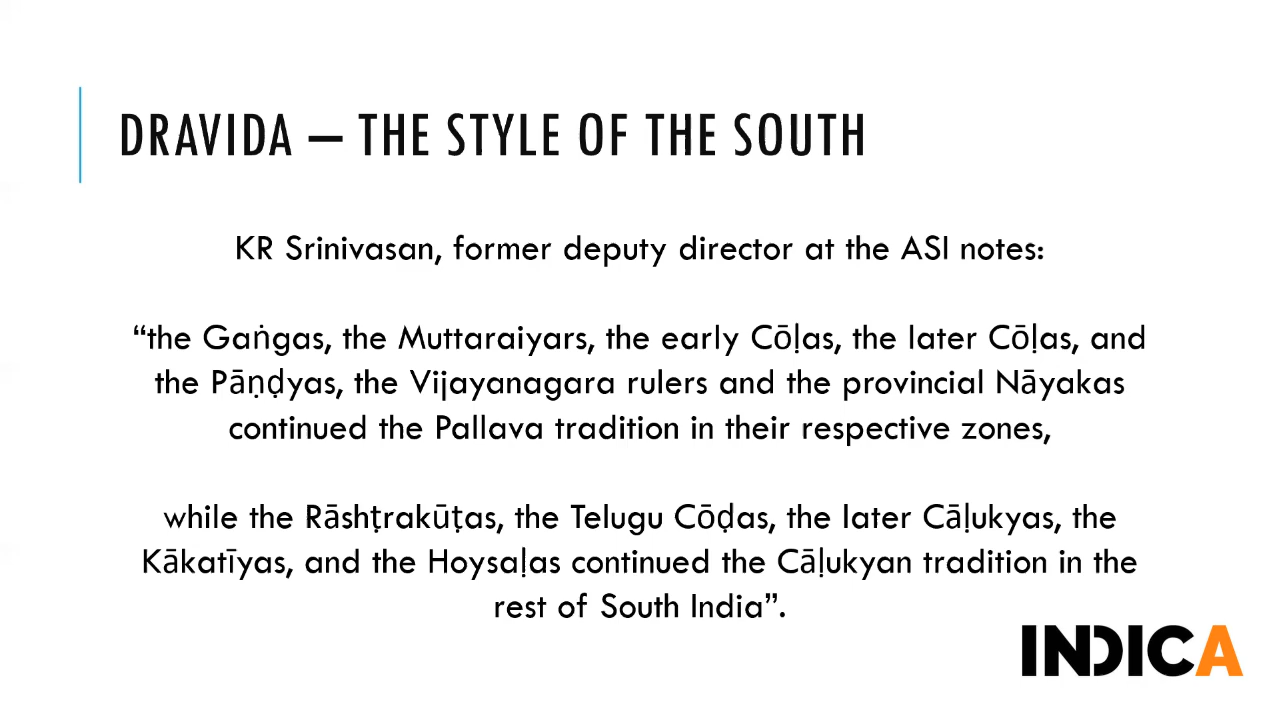 DRAVIDA – THE STYLE OF THE SOUTH
KR Srinivasan, former deputy director at the ASI notes:
“the Gaṅgas, the Muttaraiyars, the early Cōḷas, the later Cōḷas, and
the Pāṇḍyas, the Vijayanagara rulers and the provincial Nāyakas
continued the Pallava tradition in their respective zones,
while the Rāshṭrakūṭas, the Telugu Cōḍas, the later Cāḷukyas, the
Kākatīyas, and the Hoysaḷas continued the Cāḷukyan tradition in the
rest of South India”.
INDICA